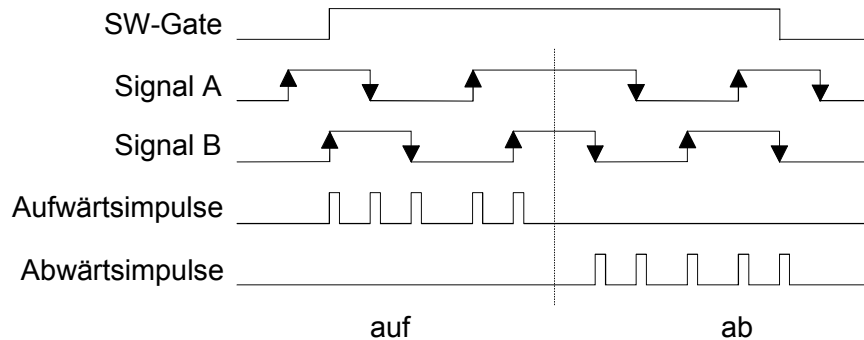 SW-Gate
Signal A
Signal B
Aufwärtsimpulse
Abwärtsimpulse
auf ab